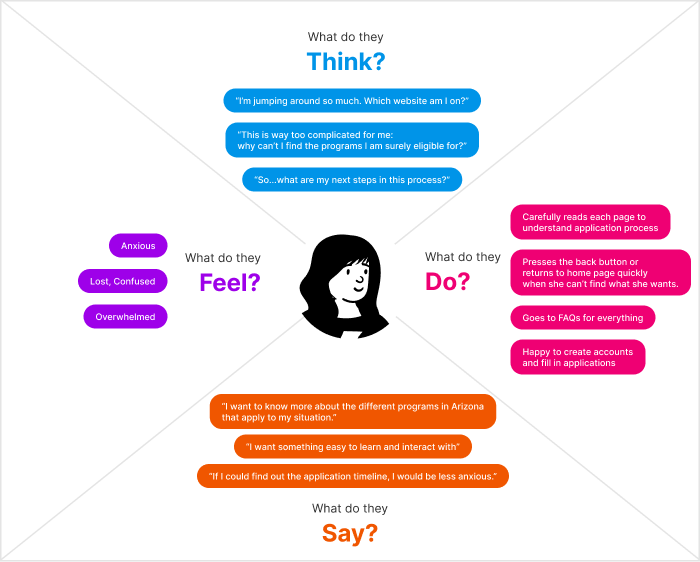 What do they
Think?
“I'm jumping around so much. Which website am I on?”
“This is way too complicated for me:
why can't I find the programs I am surely eligible for?”
“So...what are my next steps in this process?”
What do they
Feel?
Anxious
Lost, Confused
Overwhelmed
What do they
Do?
Carefully reads each page to
understand application process
Presses the back button or
returns to home page quickly
when she can't find what she wants.
Goes to FAQs for everything
Happy to create accounts
and fill in applications
“I want to know more about the different programs in Arizona
that apply to my situation.”
“I want something easy to learn and interact with”
“If I could find out the application timeline, I would be less anxious.”
What do they
Say?